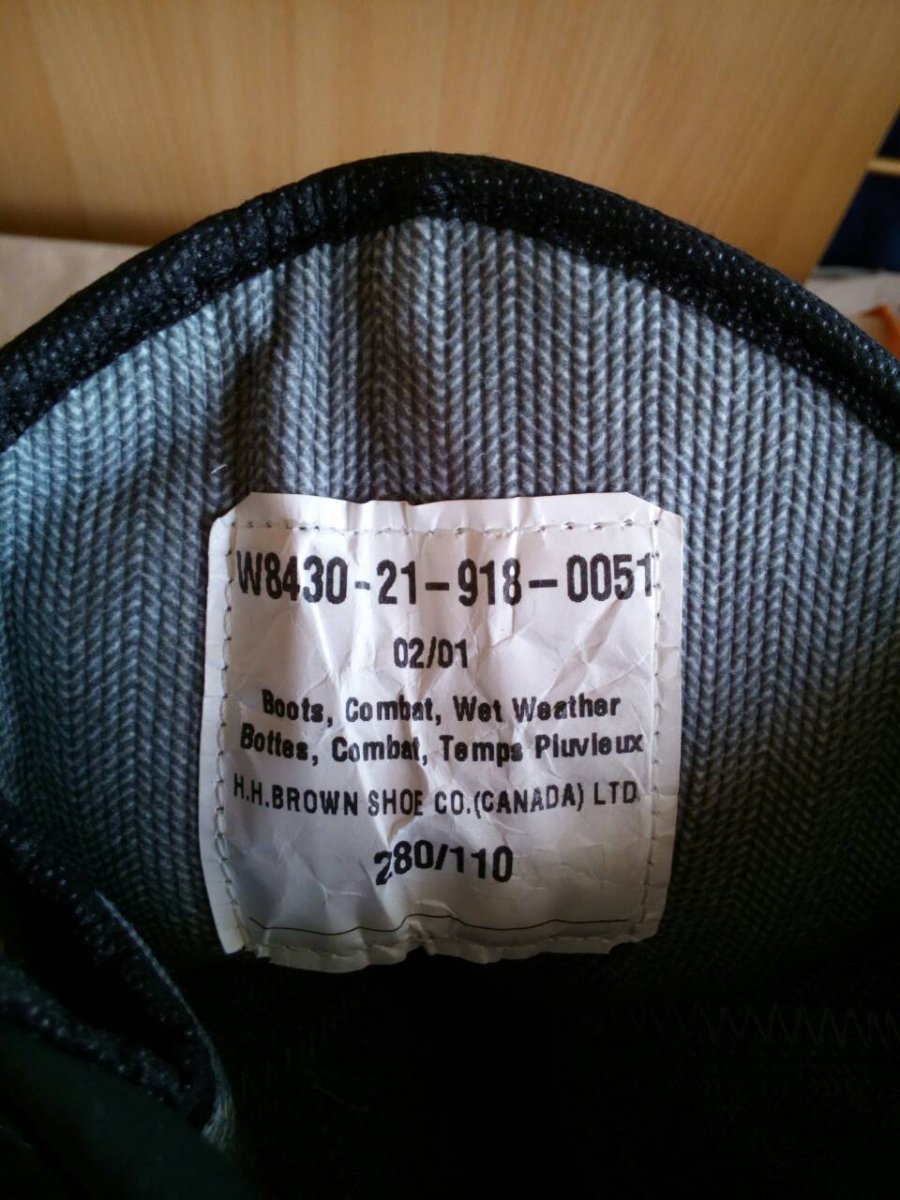 W8430-21-918-0051
02/01
Boots, Combat, Wet Weather
Bottes, Combat, Temps Pluvieux
H.H.BROWN SHOE CO.(CANADA) LTD
280/110